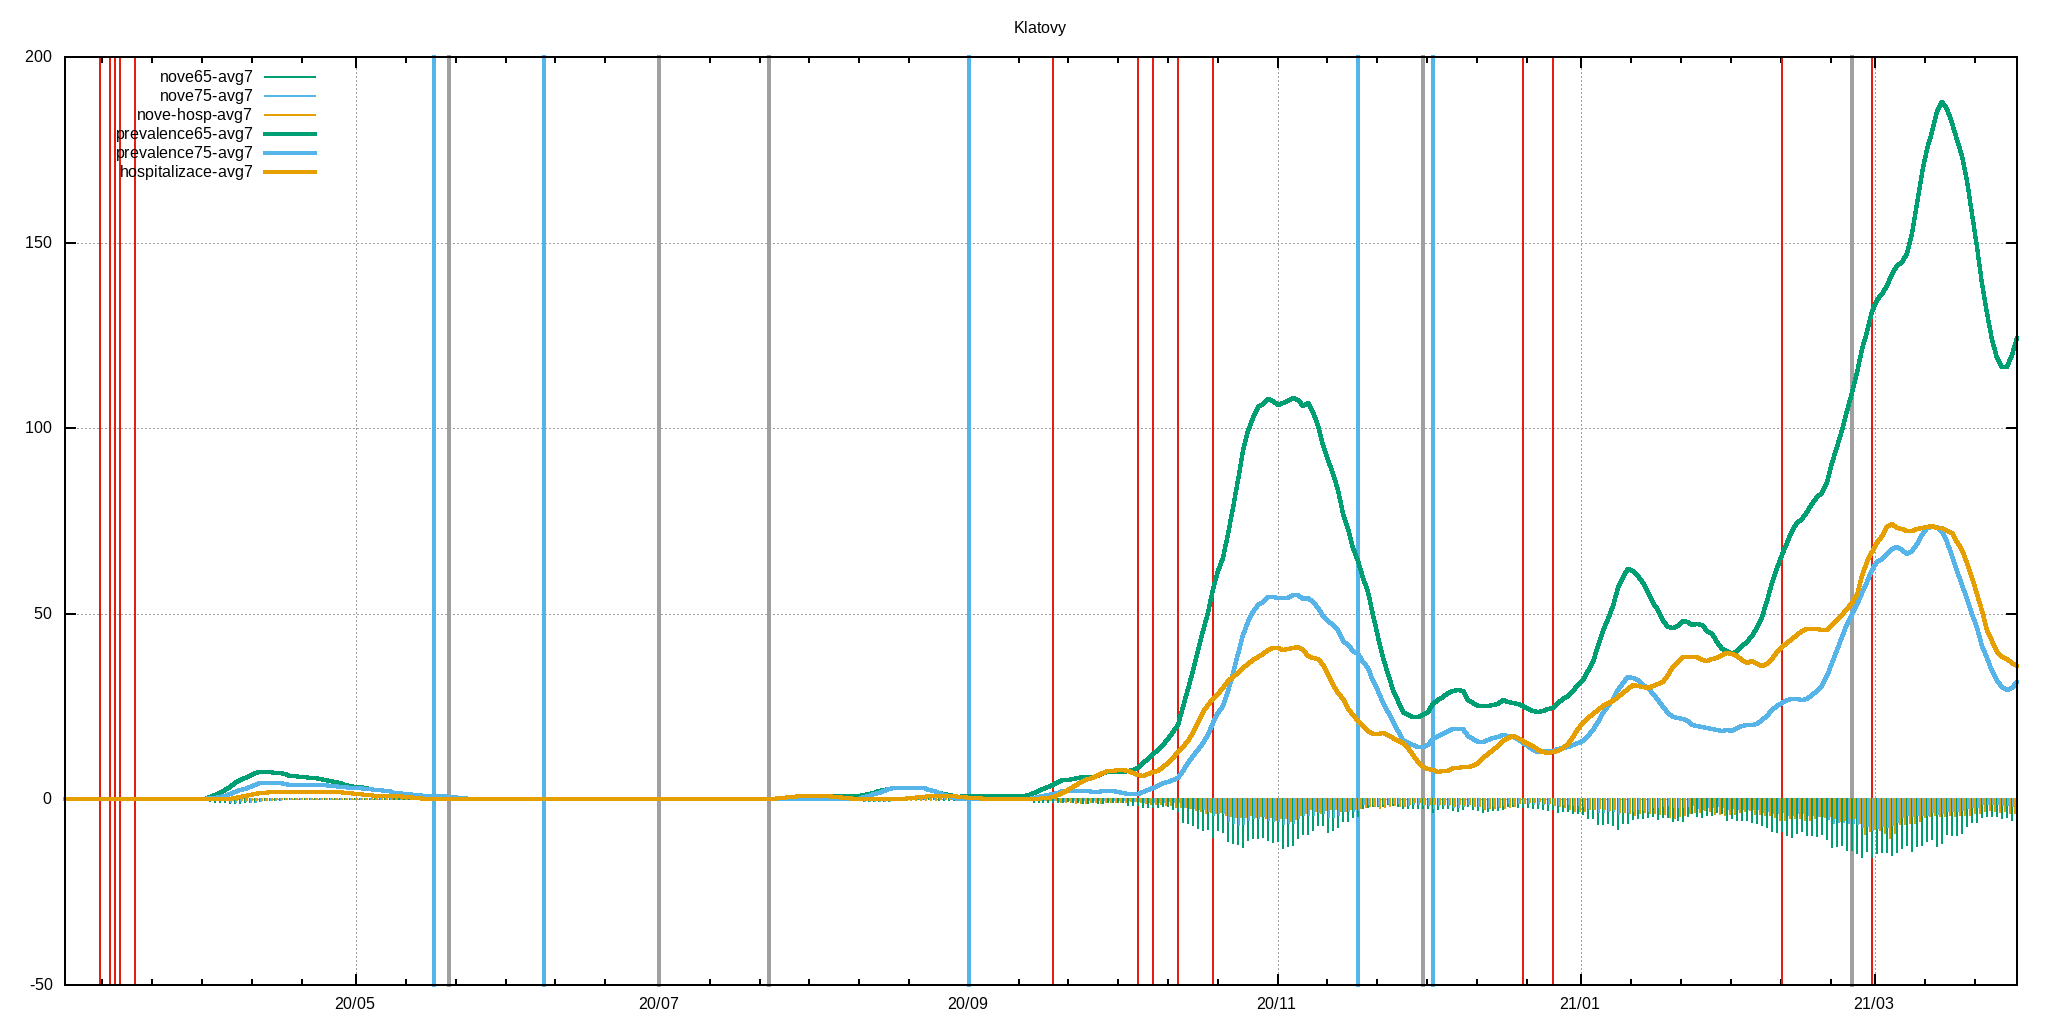 Klatovy
200
150
100
50
0
-50
nove65-avg7
nove75-avg7
nove-hosp-avg7
prevalence65-avg7
prevalence75-avg7
hospitalizace-avg7
20/05
20/07
20/09
20/11
21/01
21/03